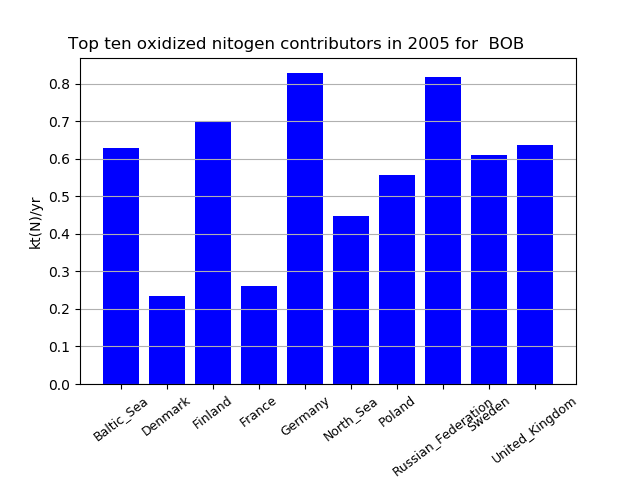 Top ten oxidized nitogen contributors in 2005 for  BOB
kt(N)/yr
0.8
0.7
0.6
0.5
0.4
0.3
0.2
0.1
0.0
Baltic_Sea
Denmark
Finland
France
Germany
North_Sea
Poland
Russian_Federation
Sweden
United_Kingdom